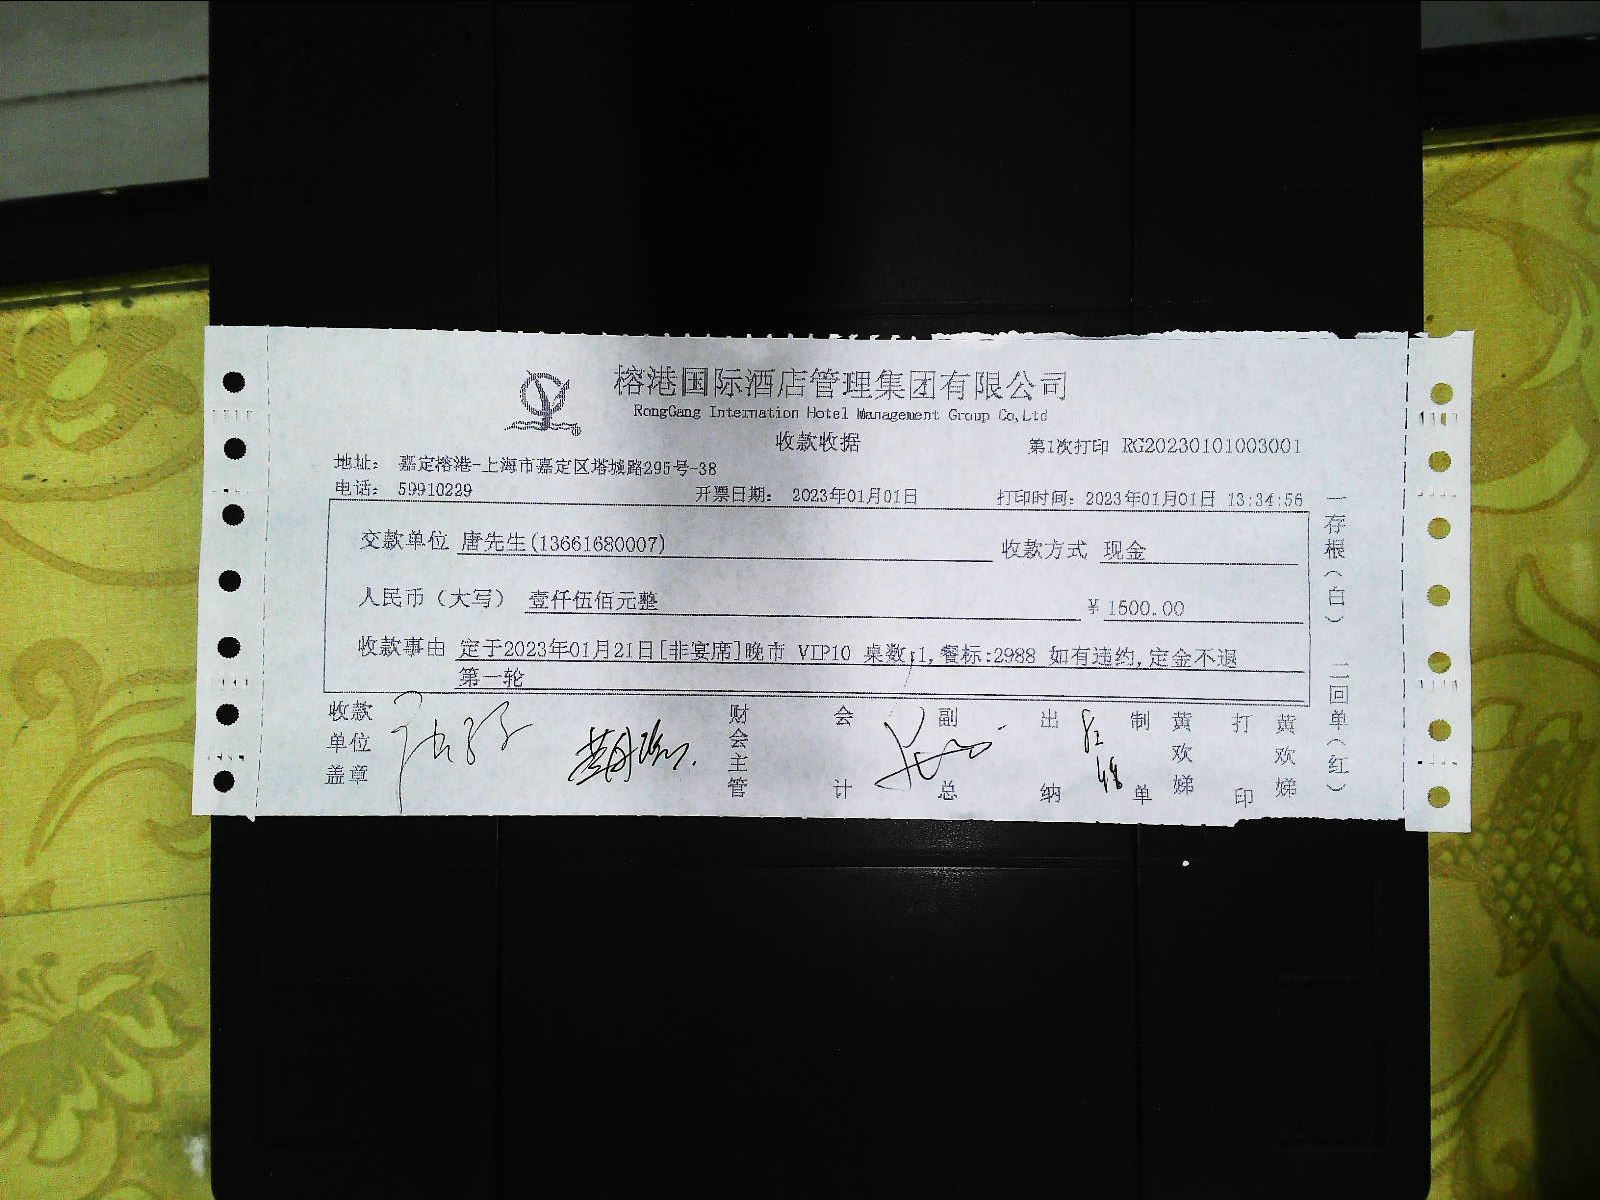 榕港国际酒店管理集团有限公司
RongGang Internation Hotel Management Group Co,Ltd
收款收据
第1次打印 RG20230101003001
地址: 嘉定榕港-上海市嘉定区塔城路295号-38
电话: 59910229
开票日期: 2023年01月01日
打印时间: 2023年01月01日 13:34:56
交款单位 唐先生(13661680007)
收款方式 现金
人民币（大写） 壹仟伍佰元整
¥ 1500.00
收款事由 定于2023年01月21日[非宴席]晚市 VIP10 桌数:1,餐标:2988 如有违约,定金不退
第一轮
收款单位盖章
财会主管
会计
副总
出纳
制单 黄欢娣
打印 黄欢娣
一存根(白) 二回单(红)